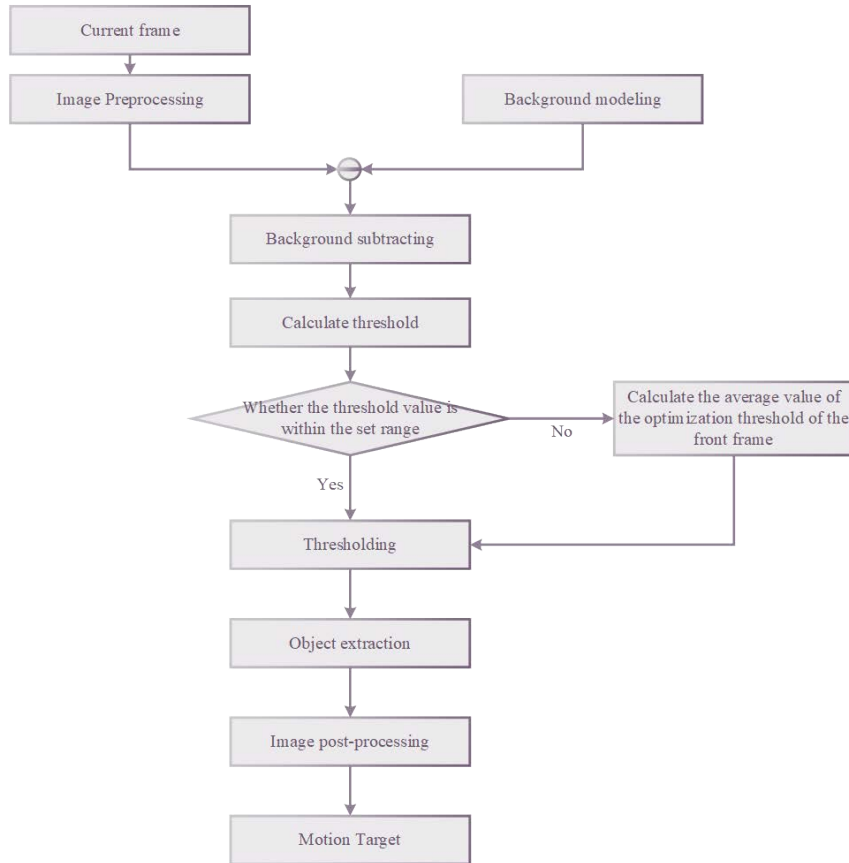 Current frame
Image Preprocessing
Background modeling
Background subtracting
Calculate threshold
Whether the threshold value is
within the set range
Calculate the average value of
the optimization threshold of the
front frame
No
Yes
Thresholding
Object extraction
Image post-processing
Motion Target